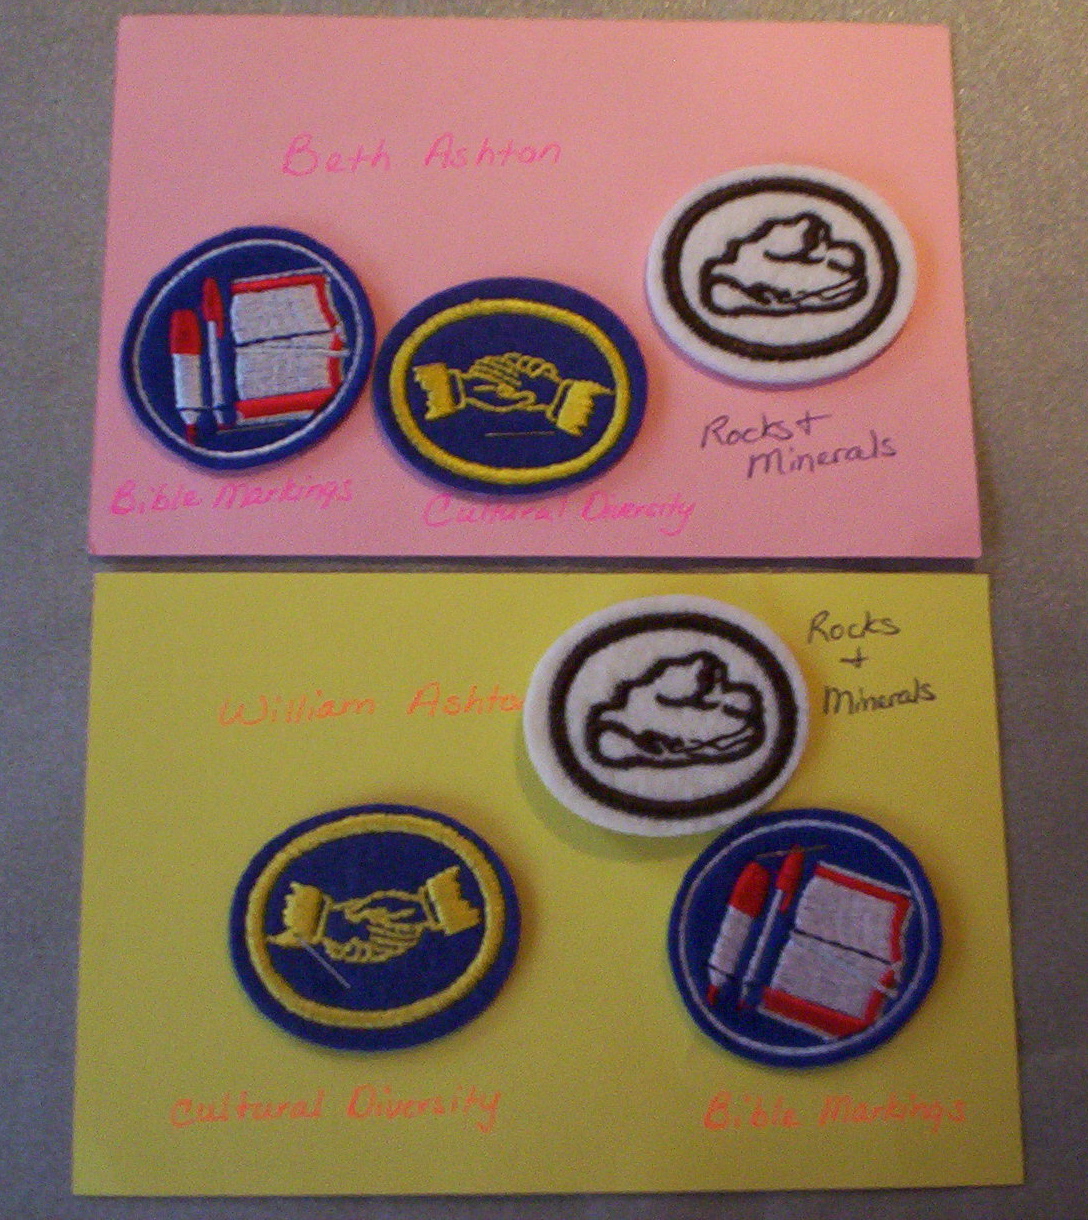 Beth Ashton
Bible Markings
Cultural Diversity
Rocks +
Minerals
William Ashton
Rocks
+
Minerals
Cultural Diversity
Bible Markings